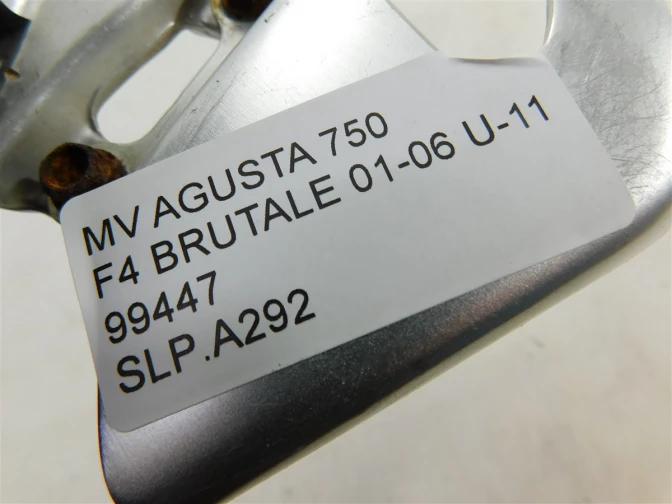 MV AGUSTA 750
F4 BRUTALE 01-06 U-11
99447
SLP.A292